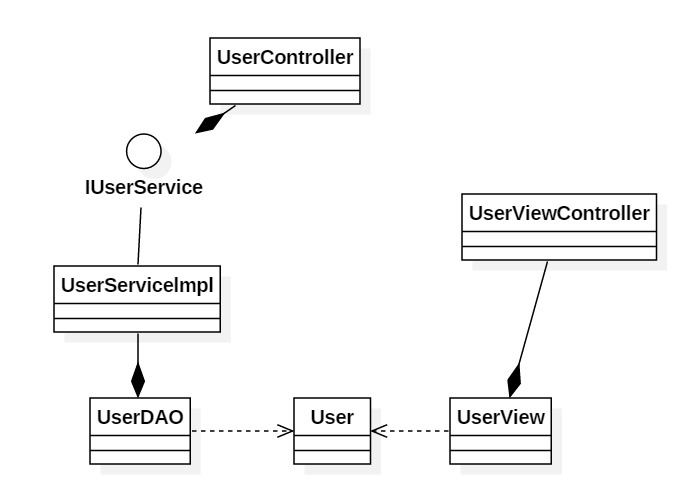 UserController
IUserService
UserViewController
UserServiceImpl
UserDAO
User
UserView